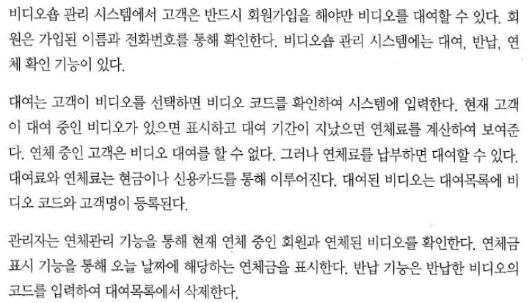 비디오숍 관리 시스템에서 고객은 반드시 회원가입을 해야만 비디오를 대여할 수 있다. 회
원은 가입된 이름과 전화번호를 통해 확인한다. 비디오숍 관리 시스템에는 대여, 반납, 연
체 확인 기능이 있다.
대여는 고객이 비디오를 선택하면 비디오 코드를 확인하여 시스템에 입력한다. 현재 고객
이 대여 중인 비디오가 있으면 표시하고 대여 기간이 지났으면 연체료를 계산하여 보여준
다. 연체 중인 고객은 비디오 대여를 할 수 없다. 그러나 연체료를 납부하면 대여할 수 있다.
대여료와 연체료는 현금이나 신용카드를 통해 이루어진다. 대여된 비디오는 대여목록에 비
디오 코드와 고객명이 등록된다.
관리자는 연체관리 기능을 통해 현재 연체 중인 회원과 연체된 비디오를 확인한다. 연체금
표시 기능을 통해 오늘 날짜에 해당하는 연체금을 표시한다. 반납 기능은 반납한 비디오의
코드를 입력하여 대여목록에서 삭제한다.